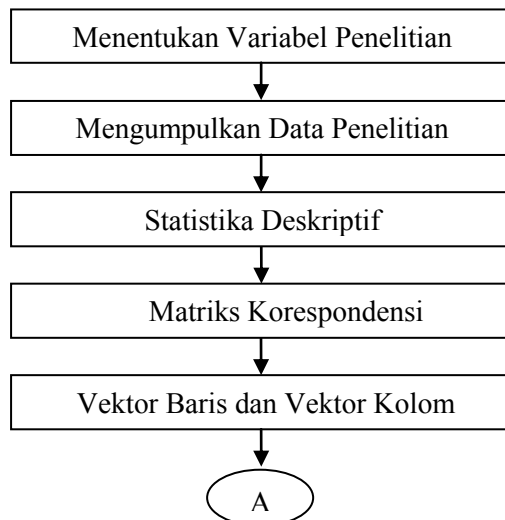 Menentukan Variabel Penelitian
Mengumpulkan Data Penelitian
Statistika Deskriptif
Matriks Korespondensi
Vektor Baris dan Vektor Kolom
A